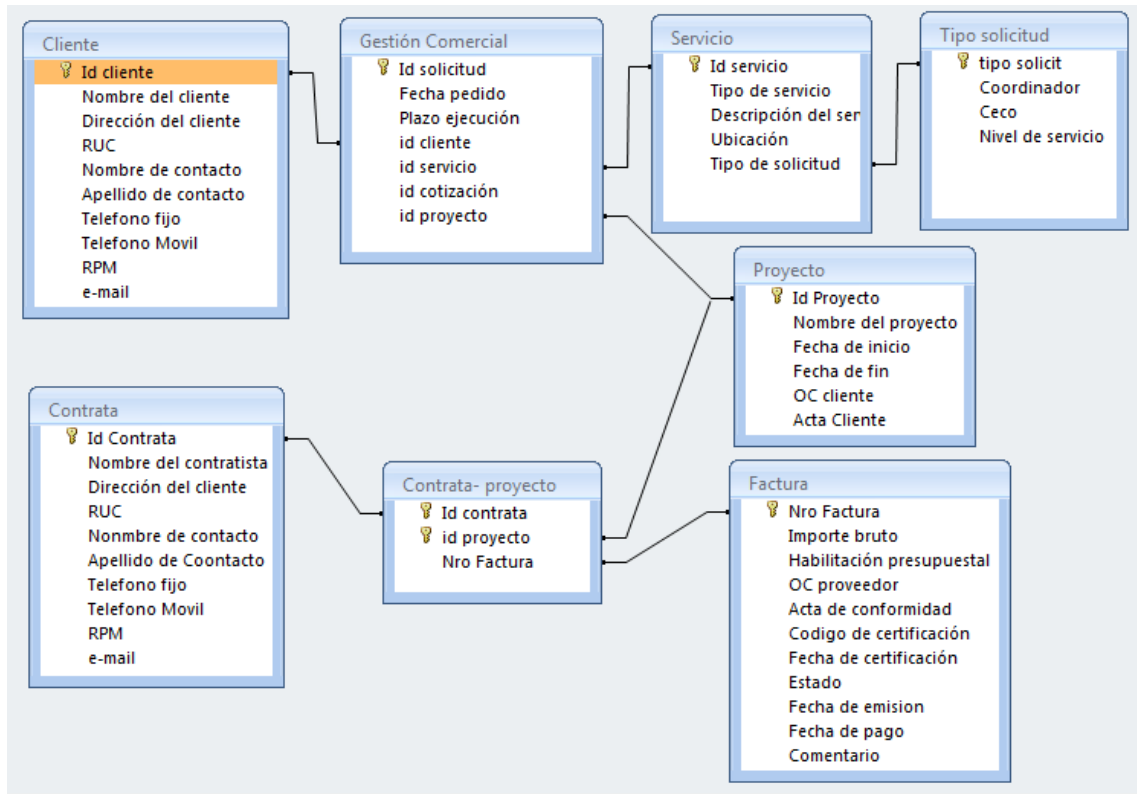 Cliente
Id cliente
Nombre del cliente
Dirección del cliente
RUC
Nombre de contacto
Apellido de contacto
Telefono fijo
Telefono Movil
RPM
e-mail
Gestión Comercial
Id solicitud
Fecha pedido
Plazo ejecución
id cliente
id servicio
id cotización
id proyecto
Servicio
Id servicio
Tipo de servicio
Descripción del ser
Ubicación
Tipo de solicitud
Tipo solicitud
tipo solicit
Coordinador
Ceco
Nivel de servicio
Proyecto
Id Proyecto
Nombre del proyecto
Fecha de inicio
Fecha de fin
OC cliente
Acta Cliente
Contrata
Id Contrata
Nombre del contratista
Dirección del cliente
RUC
Nonmbre de contacto
Apellido de Coontacto
Telefono fijo
Telefono Movil
RPM
e-mail
Contrata- proyecto
Id contrata
id proyecto
Nro Factura
Factura
Nro Factura
Importe bruto
Habilitación presupuestal
OC proveedor
Acta de conformidad
Codigo de certificación
Fecha de certificación
Estado
Fecha de emision
Fecha de pago
Comentario